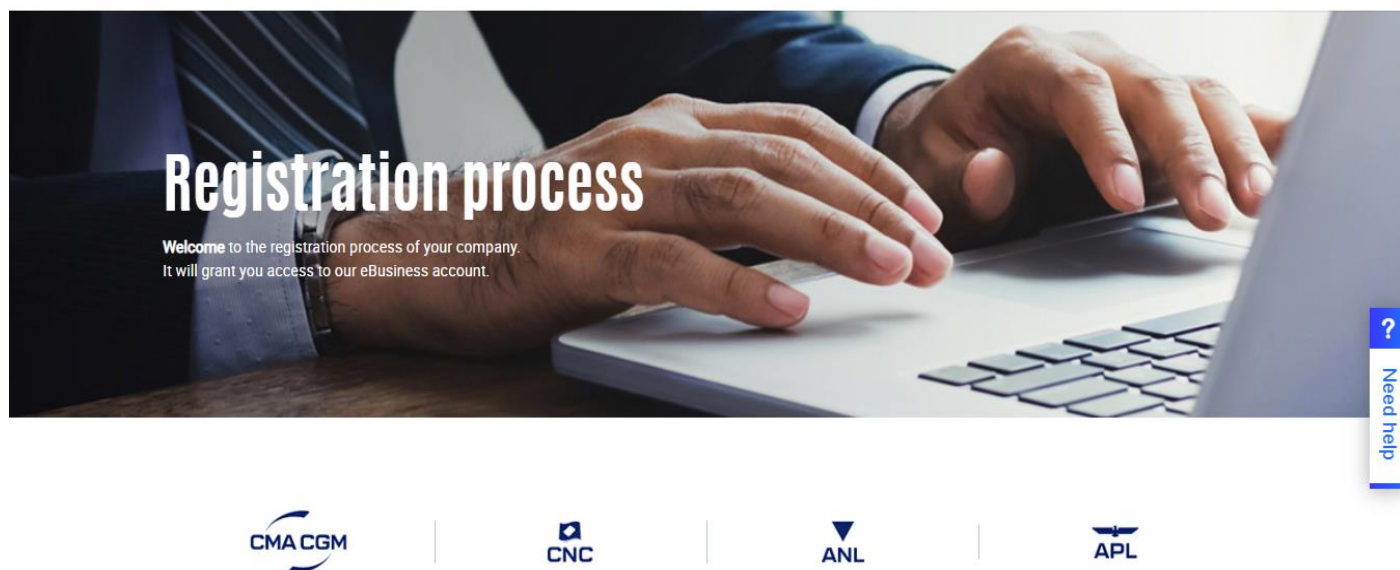 Registration process
Welcome to the registration process of your company.
It will grant you access to our eBusiness account.
?
Need help
CMA CGM
CNC
ANL
APL